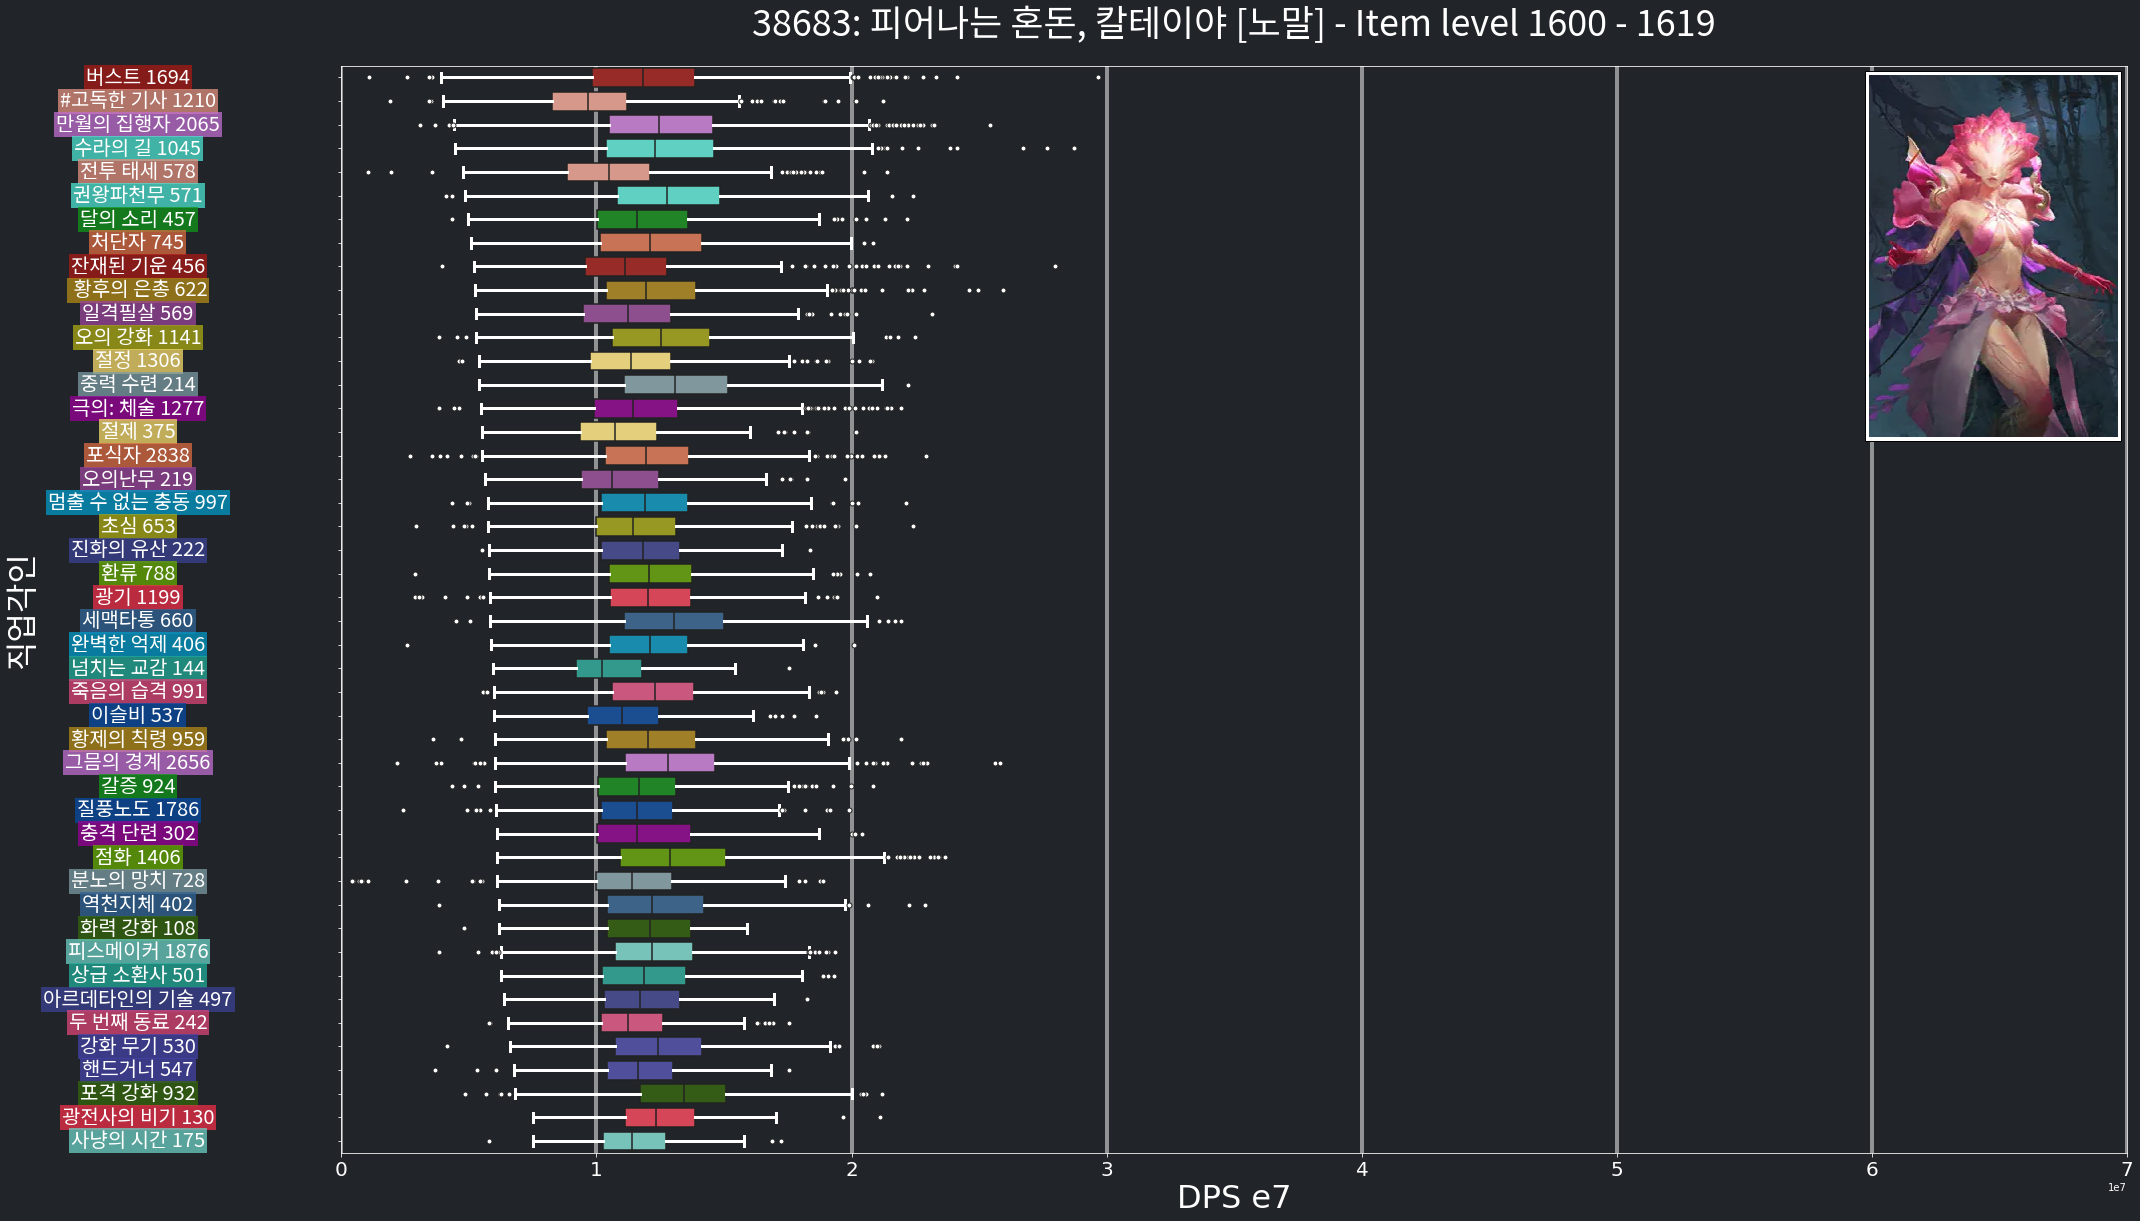 38683: 피어나는 혼돈, 칼테이야 [노말] - Item level 1600 - 1619
버스트 1694
#고독한 기사 1210
만월의 집행자 2065
수라의 길 1045
전투 태세 578
권왕파천무 571
달의 소리 457
처단자 745
잔재된 기운 456
황후의 은총 622
일격필살 569
오의 강화 1141
절정 1306
중력 수련 214
극의: 체술 1277
절제 375
포식자 2838
오의난무 219
멈출 수 없는 충동 997
초심 653
진화의 유산 222
환류 788
광기 1199
세맥타통 660
완벽한 억제 406
넘치는 교감 144
죽음의 습격 991
이슬비 537
황제의 칙령 959
그믐의 경계 2656
갈증 924
질풍노도 1786
충격 단련 302
점화 1406
분노의 망치 728
역천지체 402
화력 강화 108
피스메이커 1876
상급 소환사 501
아르데타인의 기술 497
두 번째 동료 242
강화 무기 530
핸드거너 547
포격 강화 932
광전사의 비기 130
사냥의 시간 175
직업각인
0 1 2 3 4 5 6 7
1e7
DPS e7